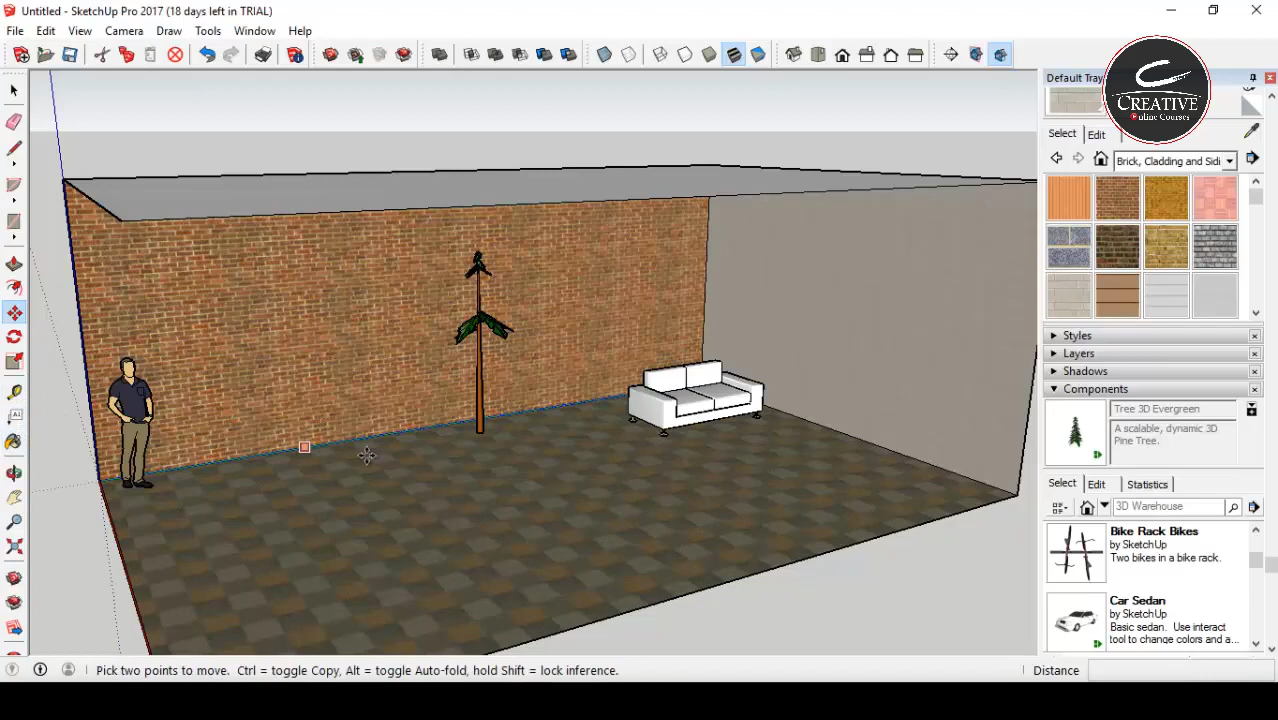 Untitled - SketchUp Pro 2017 (18 days left in TRIAL)
File Edit View Camera Draw Tools Window Help
Default Tray
CREATIVE
Online Courses
Select Edit
Brick, Cladding and Sidi
Styles
Layers
Shadows
Components
Tree 3D Evergreen
A scalable, dynamic 3D
Pine Tree.
Select Edit Statistics
3D Warehouse
Bike Rack Bikes
by SketchUp
Two bikes in a bike rack.
Car Sedan
by SketchUp
Basic sedan. Use interact
tool to change colors and a...
Pick two points to move. Ctrl = toggle Copy, Alt = toggle Auto-fold, hold Shift = lock inference.
Distance